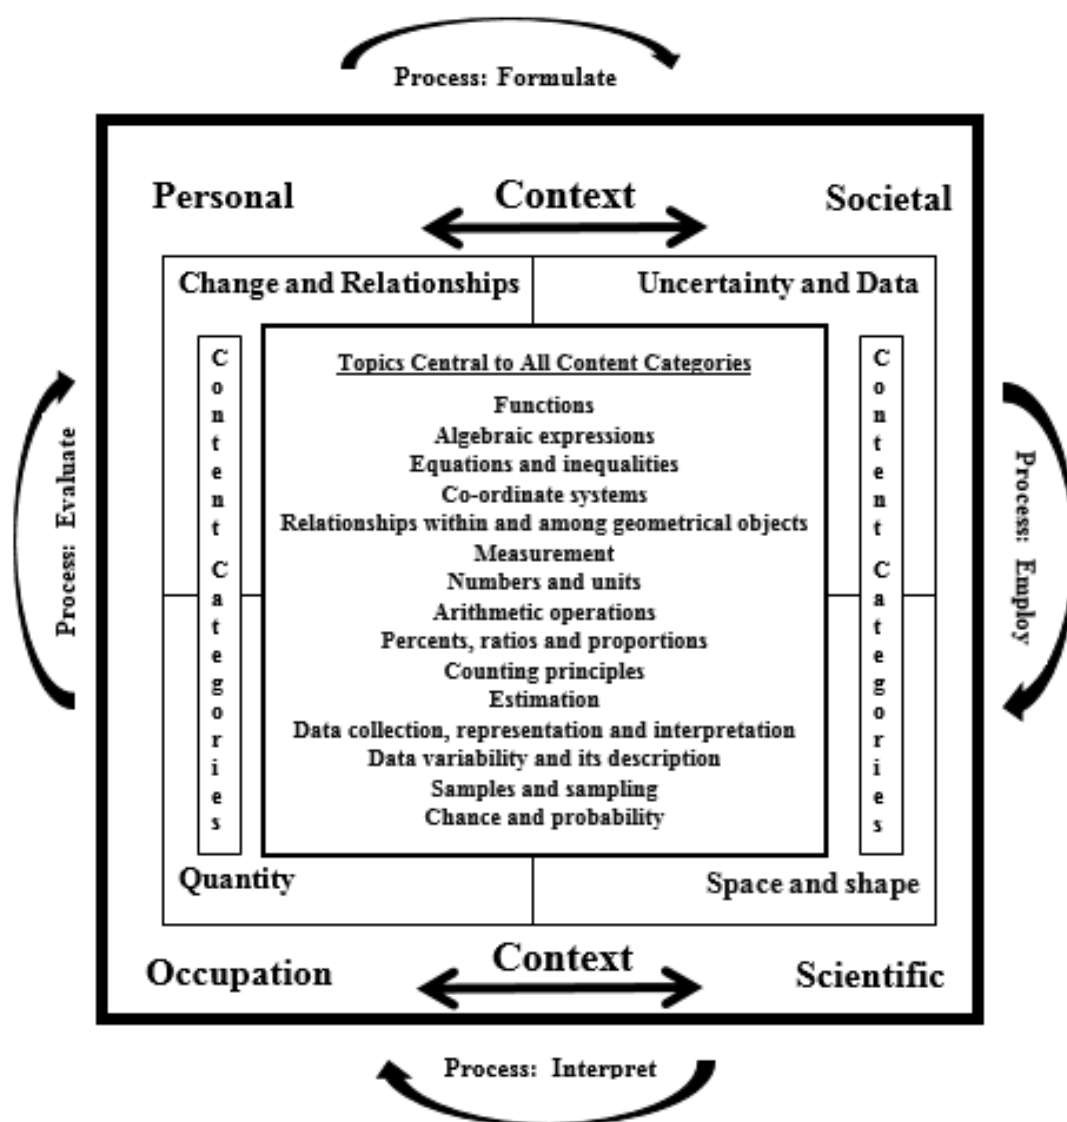 Process: Formulate
Personal
Context
Societal
Change and Relationships
Uncertainty and Data
Content Categories
Topics Central to All Content Categories
Functions
Algebraic expressions
Equations and inequalities
Co-ordinate systems
Relationships within and among geometrical objects
Measurement
Numbers and units
Arithmetic operations
Percents, ratios and proportions
Counting principles
Estimation
Data collection, representation and interpretation
Data variability and its description
Samples and sampling
Chance and probability
Content Categories
Process: Evaluate
Process: Employ
Quantity
Space and shape
Occupation
Context
Scientific
Process: Interpret